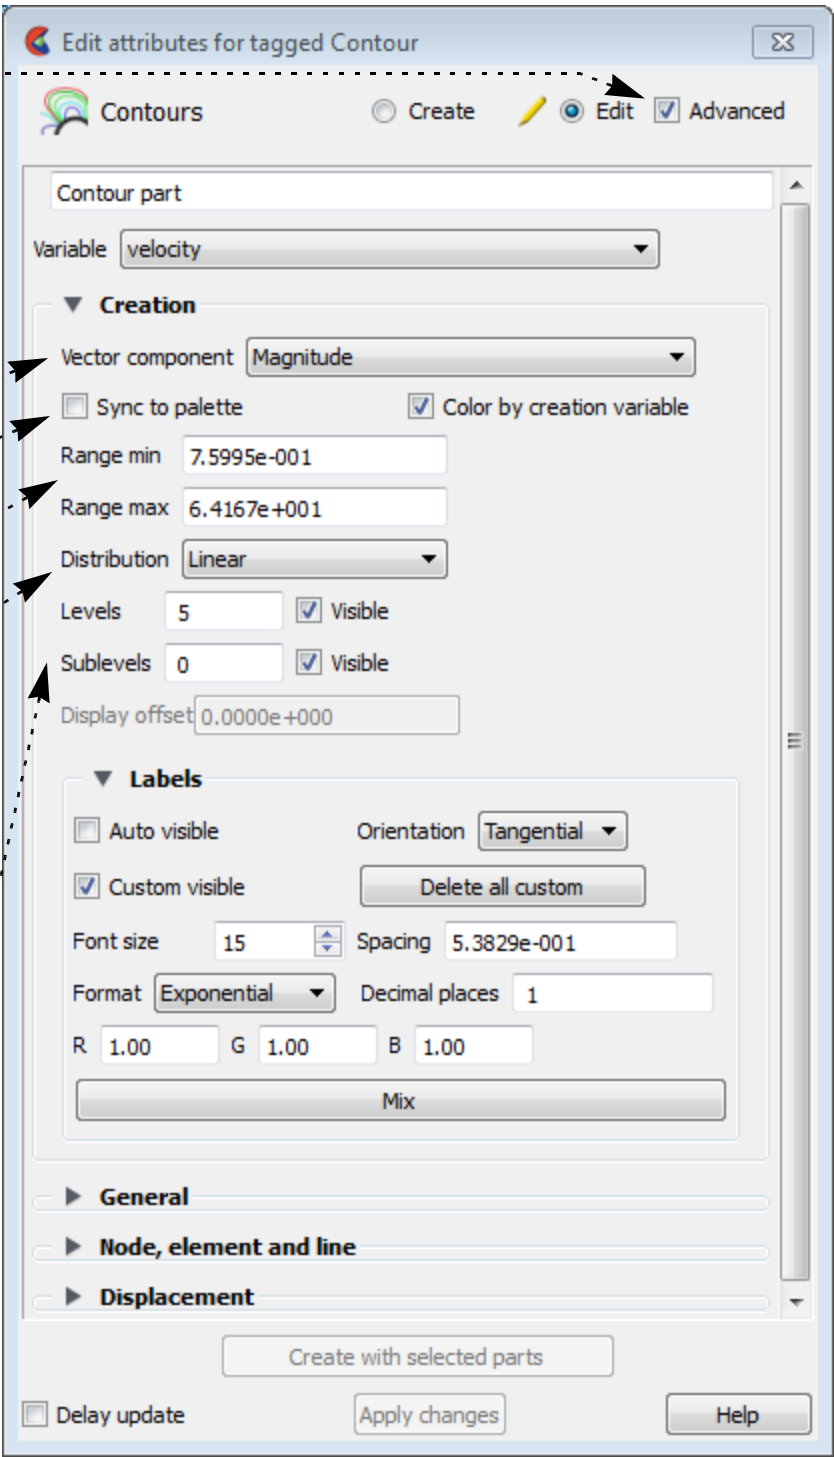 Edit attributes for tagged Contour
Contours Create Edit Advanced
Contour part
Variable velocity
Creation
Vector component Magnitude
Sync to palette Color by creation variable
Range min 7.5995e-001
Range max 6.4167e+001
Distribution Linear
Levels 5 Visible
Sublevels 0 Visible
Display offset 0.0000e+000
Labels
Auto visible Orientation Tangential
Custom visible Delete all custom
Font size 15 Spacing 5.3829e-001
Format Exponential Decimal places 1
R 1.00 G 1.00 B 1.00
Mix
General
Node, element and line
Displacement
Create with selected parts
Delay update Apply changes Help